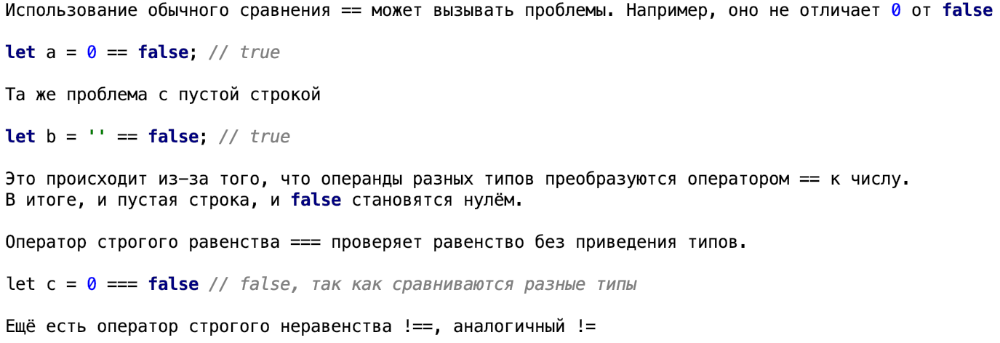 Использование обычного сравнения == может вызывать проблемы. Например, оно не отличает 0 от false
let a = 0 == false; // true
Та же проблема с пустой строкой
let b = '' == false; // true
Это происходит из-за того, что операнды разных типов преобразуются оператором == к числу.
В итоге, и пустая строка, и false становятся нулём.
Оператор строгого равенства === проверяет равенство без приведения типов.
let c = 0 === false // false, так как сравниваются разные типы
Ещё есть оператор строгого неравенства !==, аналогичный !=